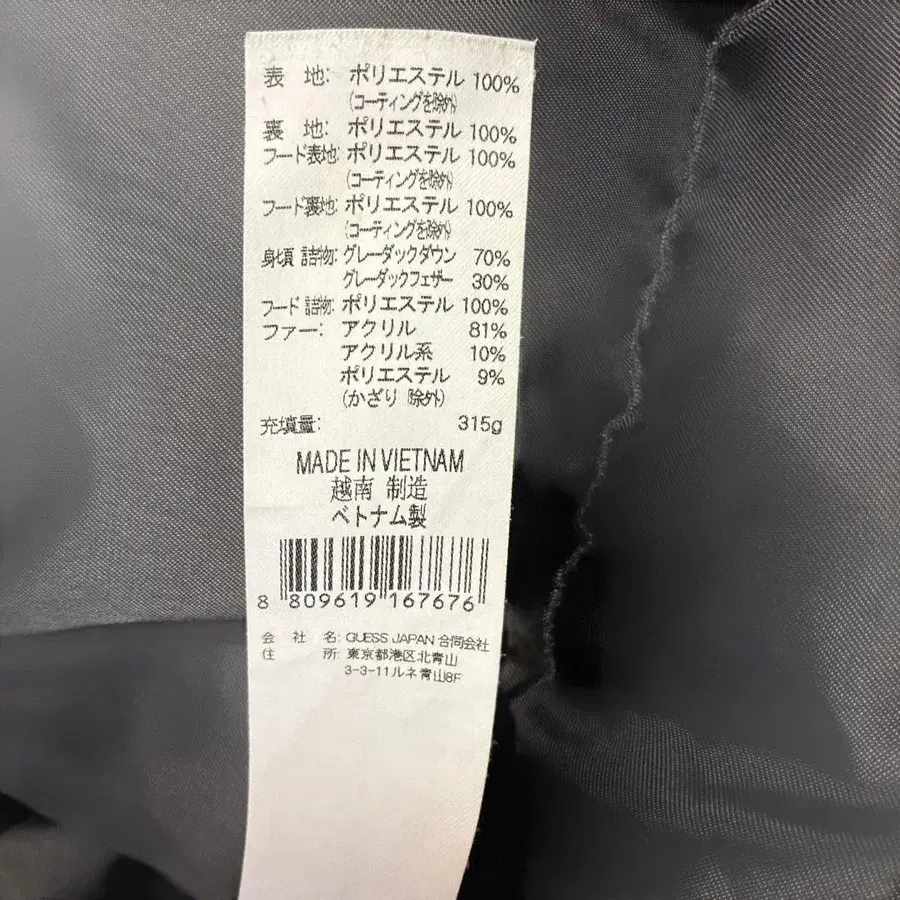 表 地: ポリエステル 100%
(コーティングを除外)
裏 地: ポリエステル 100%
フード表地: ポリエステル 100%
(コーティングを除外)
フード裏地: ポリエステル 100%
(コーティングを除外)
身頃 詰物: グレーダックダウン 70%
グレーダックフェザー 30%
フード 詰物: ポリエステル 100%
ファー: アクリル 81%
アクリル系 10%
ポリエステル 9%
(かざり 除外)
充填量: 315g
MADE IN VIETNAM
越南 制造
ベトナム製
8 809619 167676
会 社 名: GUESS JAPAN 合同会社
住 所: 東京都港区北青山
3-3-11ルネ青山8F